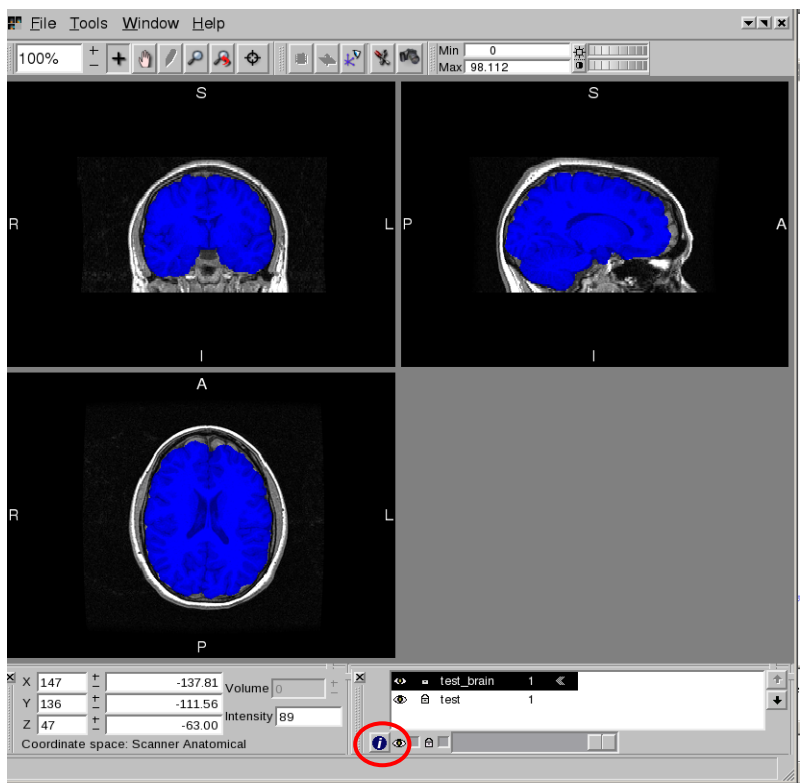 File Tools Window Help
100%
Min 0
Max 98.112
S
S
R
L
P
A
I
I
A
R
L
P
X 147 -137.81
Volume 0
Y 136 -111.56
Intensity 89
Z 47 -63.00
Coordinate space: Scanner Anatomical
test_brain 1
test 1
i